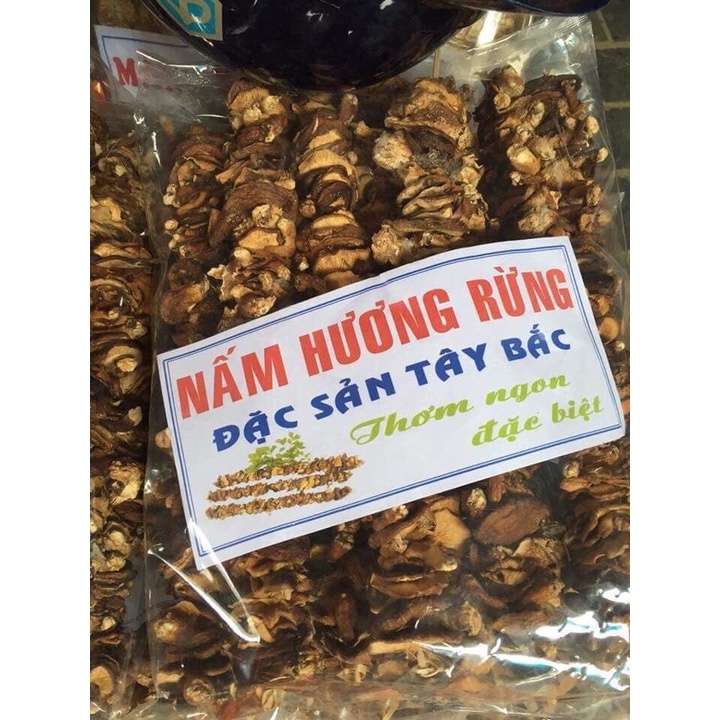 NẤM HƯƠNG RỪNG
ĐẶC SẢN TÂY BẮC
Thơm ngon
đặc biệt